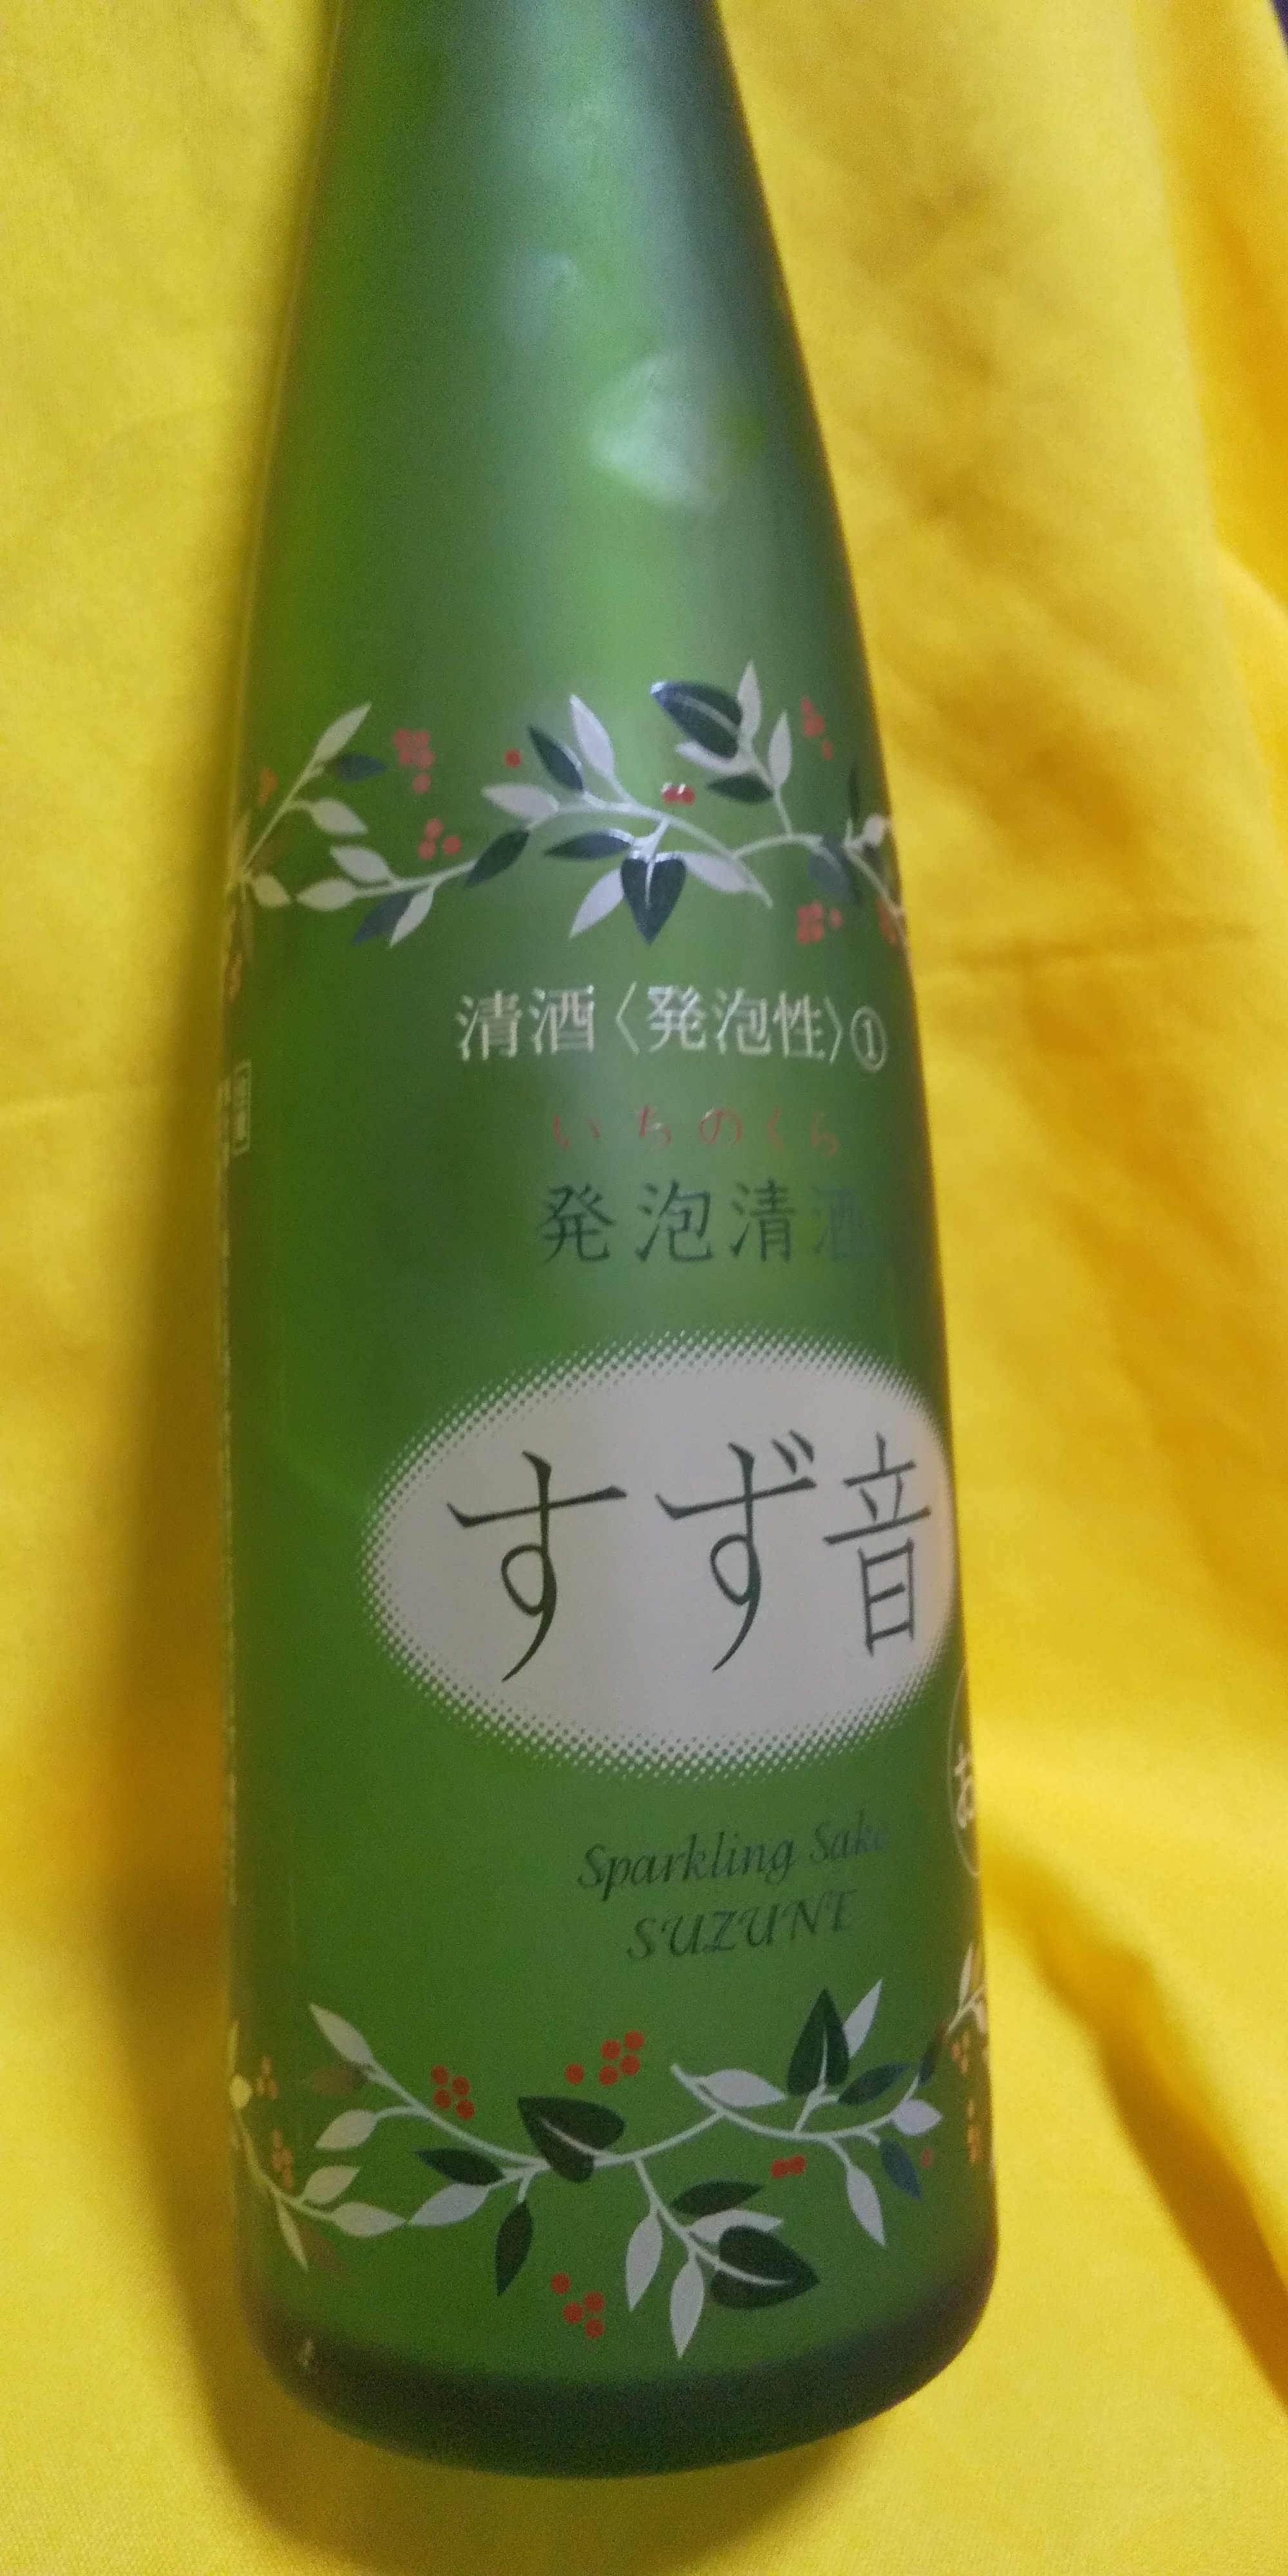 清酒〈発泡性〉①
いちのくら
発泡清酒
すず音
お
Sparkling Sake
SUZUNE